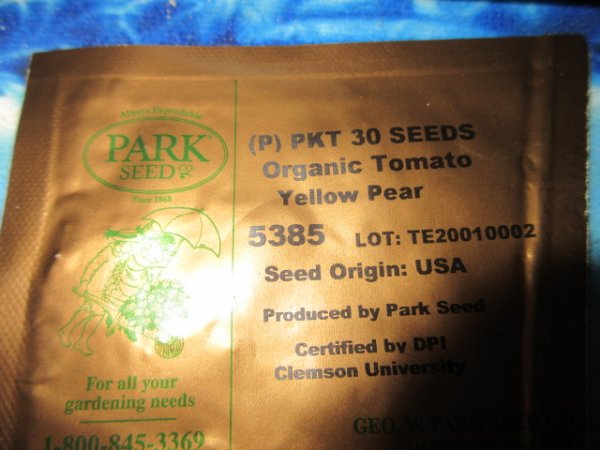 Always Dependable
PARK
SEED CO
Since 1868
For all your
gardening needs
1-800-845-3369
(P) PKT 30 SEEDS
Organic Tomato
Yellow Pear
5385 LOT: TE20010002
Seed Origin: USA
Produced by Park Seed
Certified by DPI
Clemson University
GEO. W. PARK SEED CO.